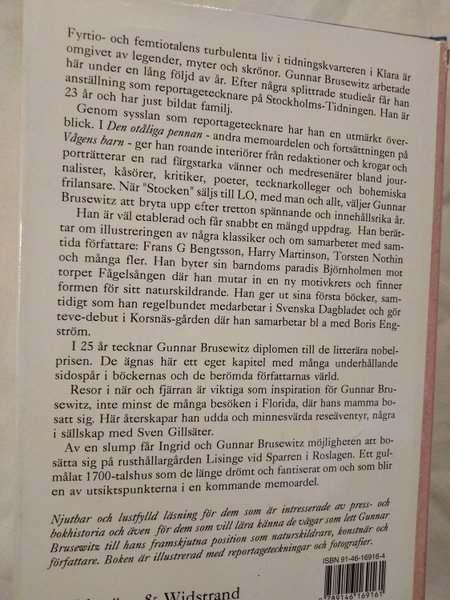 Fyrtio- och femtiotalens turbulenta liv i tidningskvarteren i Klara är
omgivet av legender, myter och skrönor. Gunnar Brusewitz arbetade
här under en lång följd av år. Efter några splittrade studieår får han
anställning som reportagetecknare på Stockholms-Tidningen. Han är
23 år och har just bildat familj.
Genom sysslan som reportagetecknare har han en utmärkt över-
blick. I Den otåliga pennan - andra memoardelen och fortsättningen på
Vågens barn - ger han roande interiörer från redaktioner och krogar och
porträtterar en rad färgstarka vänner och medresenärer bland jour-
nalister, kåsörer, kritiker, poeter, tecknarkolleger och bohemiska
frilansare. När "Stocken" säljs till LO, med man och allt, väljer Gunnar
Brusewitz att bryta upp efter tretton spännande och innehållsrika år.
Han är väl etablerad och får snabbt en mängd uppdrag. Han berät-
tar om illustreringen av några klassiker och om samarbetet med sam-
tida författare: Frans G Bengtsson, Harry Martinson, Torsten Nothin
och många fler. Han byter sin barndoms paradis Björnholmen mot
torpet Fågelsången där han mutar in en ny motivkrets och finner
formen för sitt naturskildrande. Han ger ut sina första böcker, sam-
tidigt som han regelbundet medarbetar i Svenska Dagbladet och gör
teve-debut i Korsnäs-gården där han samarbetar bl a med Boris Eng-
ström.
I 25 år tecknar Gunnar Brusewitz diplomen till de litterära nobel-
prisen. De ägnas här ett eget kapitel med många underhållande
sidospår i böckernas och de berömda författarnas värld.
Resor i när och fjärran är viktiga som inspiration för Gunnar Bru-
sewitz, inte minst de många besöken i Florida, där hans mamma bo-
satt sig. Här återskapar han udda och minnesvärda reseäventyr, några
i sällskap med Sven Gillsäter.
Av en slump får Ingrid och Gunnar Brusewitz möjligheten att bo-
sätta sig på rusthållargården Lisinge vid Sparren i Roslagen. Ett gul-
målat 1700-talshus som de länge drömt och fantiserat om och som blir
en av utsiktspunkterna i en kommande memoardel.
Njutbar och lustfylld läsning för dem som är intresserade av press- och
bokhistoria och även för dem som vill lära känna de vägar som lett Gunnar
Brusewitz till hans framskjutna position som naturskildrare, konstnär och
författare. Boken är illustrerad med reportageteckningar och fotografier.
ISBN 91-46-16916-4
& Widstrand
9789146169161